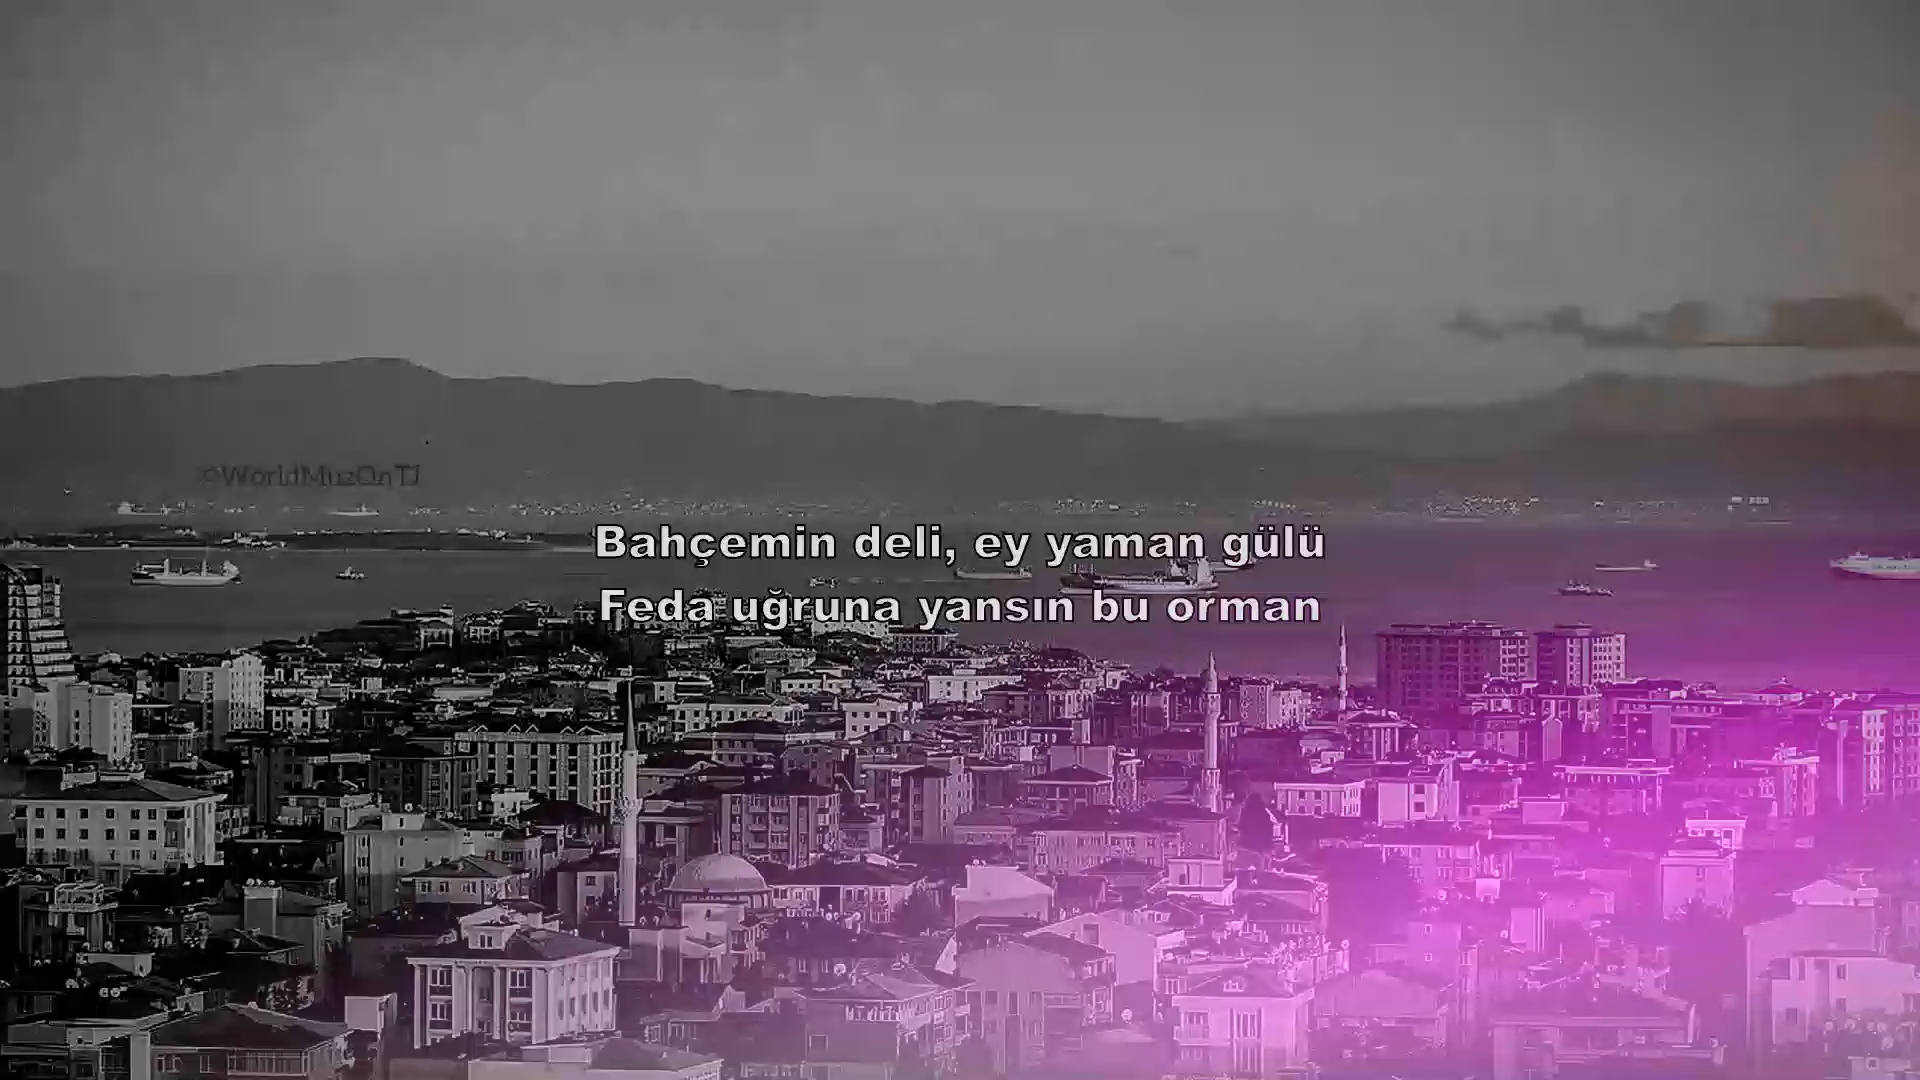 ©WorldMuzOnTJ
Bahçemin deli, ey yaman gülü
Feda uğruna yansın bu orman